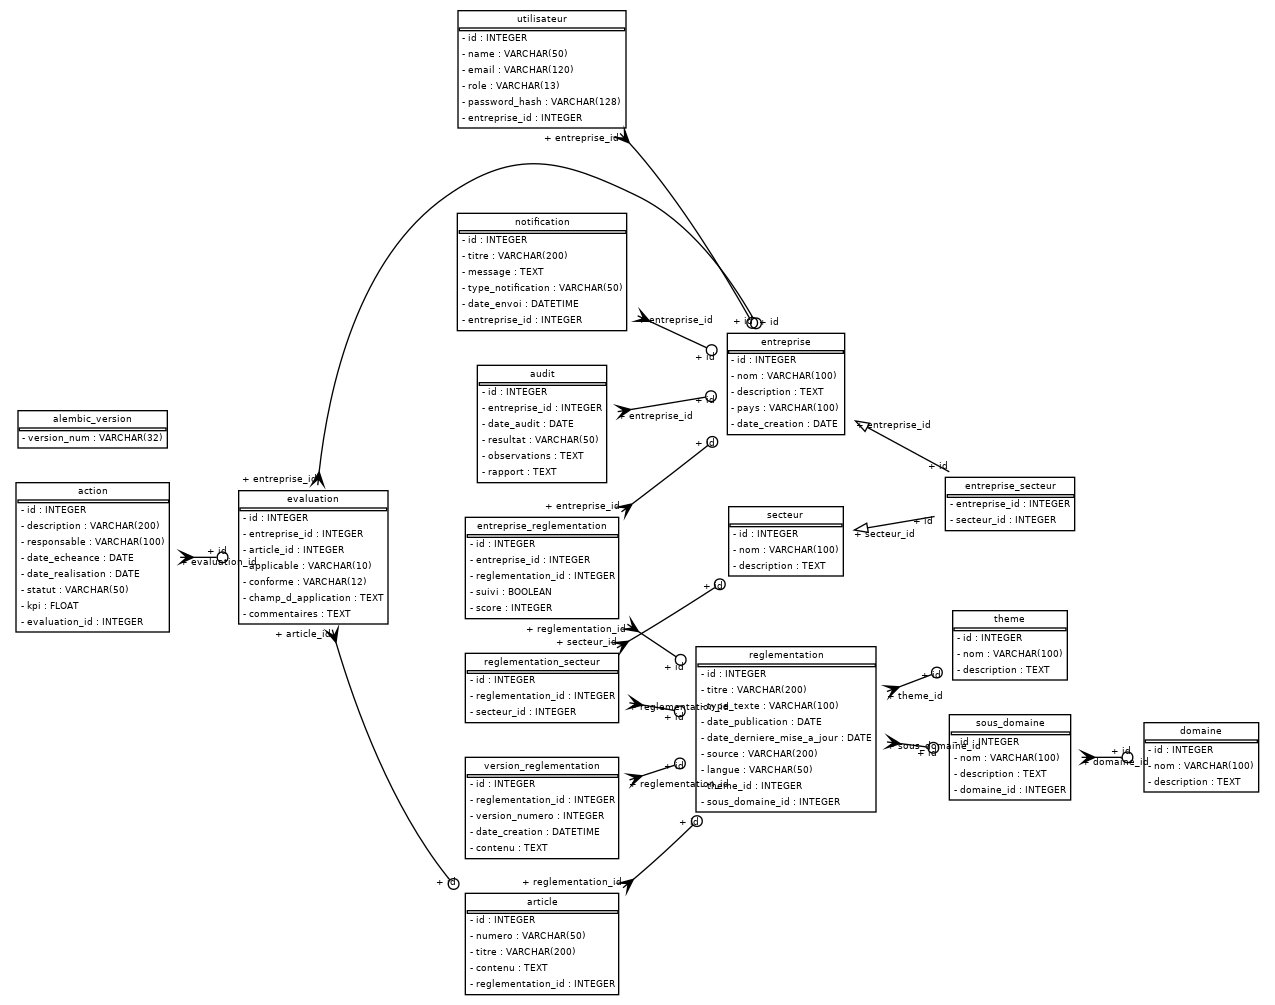 utilisateur
- id : INTEGER
- name : VARCHAR(50)
- email : VARCHAR(120)
- role : VARCHAR(13)
- password_hash : VARCHAR(128)
- entreprise_id : INTEGER
+ entreprise_id
notification
- id : INTEGER
- titre : VARCHAR(200)
- message : TEXT
- type_notification : VARCHAR(50)
- date_envoi : DATETIME
- entreprise_id : INTEGER
+ entreprise_id
+ id
+ id
+ id
entreprise
- id : INTEGER
- nom : VARCHAR(100)
- description : TEXT
- pays : VARCHAR(100)
- date_creation : DATE
audit
- id : INTEGER
- entreprise_id : INTEGER
- date_audit : DATE
- resultat : VARCHAR(50)
- observations : TEXT
- rapport : TEXT
+ entreprise_id
+ id
+ id
+ entreprise_id
+ id
alembic_version
- version_num : VARCHAR(32)
action
- id : INTEGER
- description : VARCHAR(200)
- responsable : VARCHAR(100)
- date_echeance : DATE
- date_realisation : DATE
- statut : VARCHAR(50)
- kpi : FLOAT
- evaluation_id : INTEGER
+ id
+ evaluation_id
+ entreprise_id
evaluation
- id : INTEGER
- entreprise_id : INTEGER
- article_id : INTEGER
- applicable : VARCHAR(10)
- conforme : VARCHAR(12)
- champ_d_application : TEXT
- commentaires : TEXT
+ article_id
+ entreprise_id
entreprise_reglementation
- id : INTEGER
- entreprise_id : INTEGER
- reglementation_id : INTEGER
- suivi : BOOLEAN
- score : INTEGER
+ reglementation_id
+ secteur_id
+ id
+ id
secteur
- id : INTEGER
- nom : VARCHAR(100)
- description : TEXT
+ id
+ secteur_id
entreprise_secteur
- entreprise_id : INTEGER
- secteur_id : INTEGER
reglementation_secteur
- id : INTEGER
- reglementation_id : INTEGER
- secteur_id : INTEGER
+ reglementation_id
+ id
reglementation
- id : INTEGER
- titre : VARCHAR(200)
- type_texte : VARCHAR(100)
- date_publication : DATE
- date_derniere_mise_a_jour : DATE
- source : VARCHAR(200)
- langue : VARCHAR(50)
- theme_id : INTEGER
- sous_domaine_id : INTEGER
theme
- id : INTEGER
- nom : VARCHAR(100)
- description : TEXT
+ id
+ theme_id
+ sous_domaine_id
+ id
sous_domaine
- id : INTEGER
- nom : VARCHAR(100)
- description : TEXT
- domaine_id : INTEGER
+ id
+ domaine_id
domaine
- id : INTEGER
- nom : VARCHAR(100)
- description : TEXT
version_reglementation
- id : INTEGER
- reglementation_id : INTEGER
- version_numero : INTEGER
- date_creation : DATETIME
- contenu : TEXT
+ id
+ reglementation_id
+ id
+ id
+ reglementation_id
article
- id : INTEGER
- numero : VARCHAR(50)
- titre : VARCHAR(200)
- contenu : TEXT
- reglementation_id : INTEGER